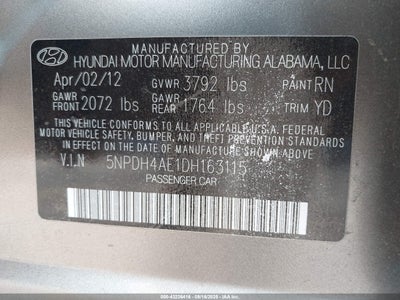 MANUFACTURED BY
HYUNDAI MOTOR MANUFACTURING ALABAMA, LLC
Apr/02/12 GVWR 3792 lbs PAINT RN
GAWR FRONT 2072 lbs GAWR REAR 1764 lbs TRIM YD
THIS VEHICLE CONFORMS TO ALL APPLICABLE
U.S. FEDERAL MOTOR VEHICLE SAFETY,
BUMPER, AND THEFT PREVENTION STANDARDS
IN EFFECT ON THE DATE OF MANUFACTURE
SHOWN ABOVE.
V.I.N 5NPDH4AE1DH163115
PASSENGER CAR